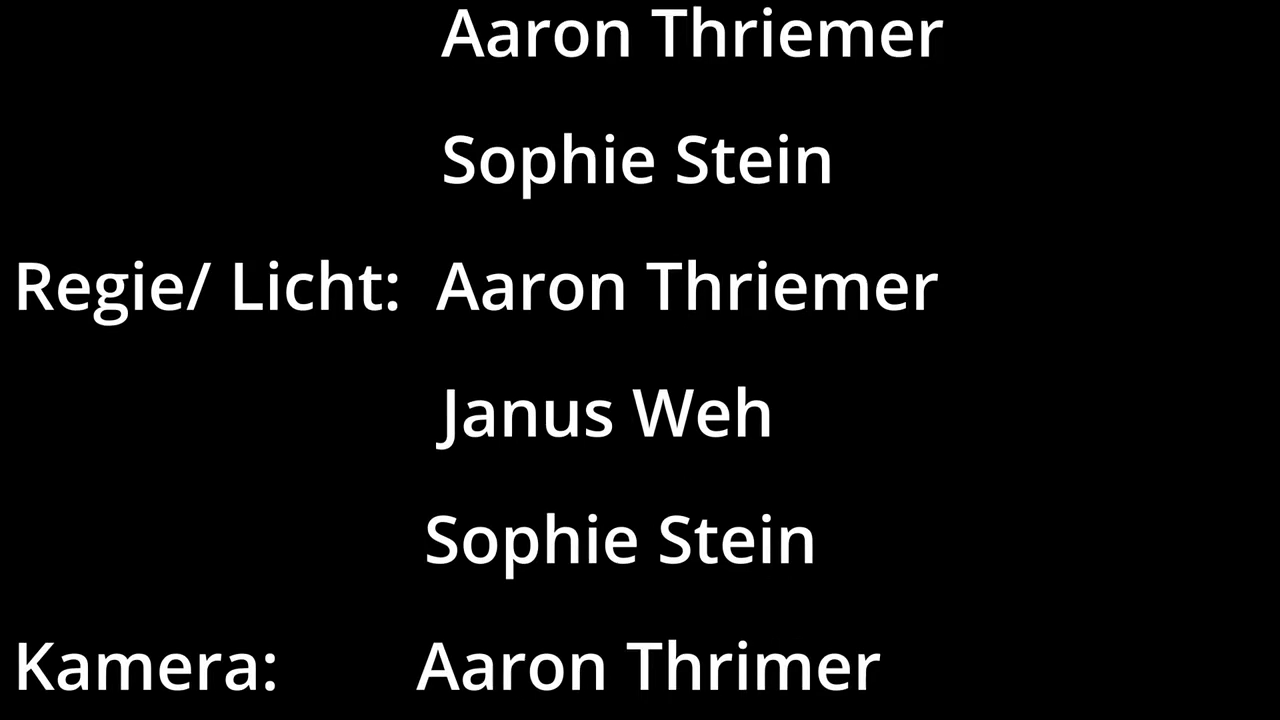 Aaron Thriemer
Sophie Stein
Regie/ Licht: Aaron Thriemer
Janus Weh
Sophie Stein
Kamera: Aaron Thrimer